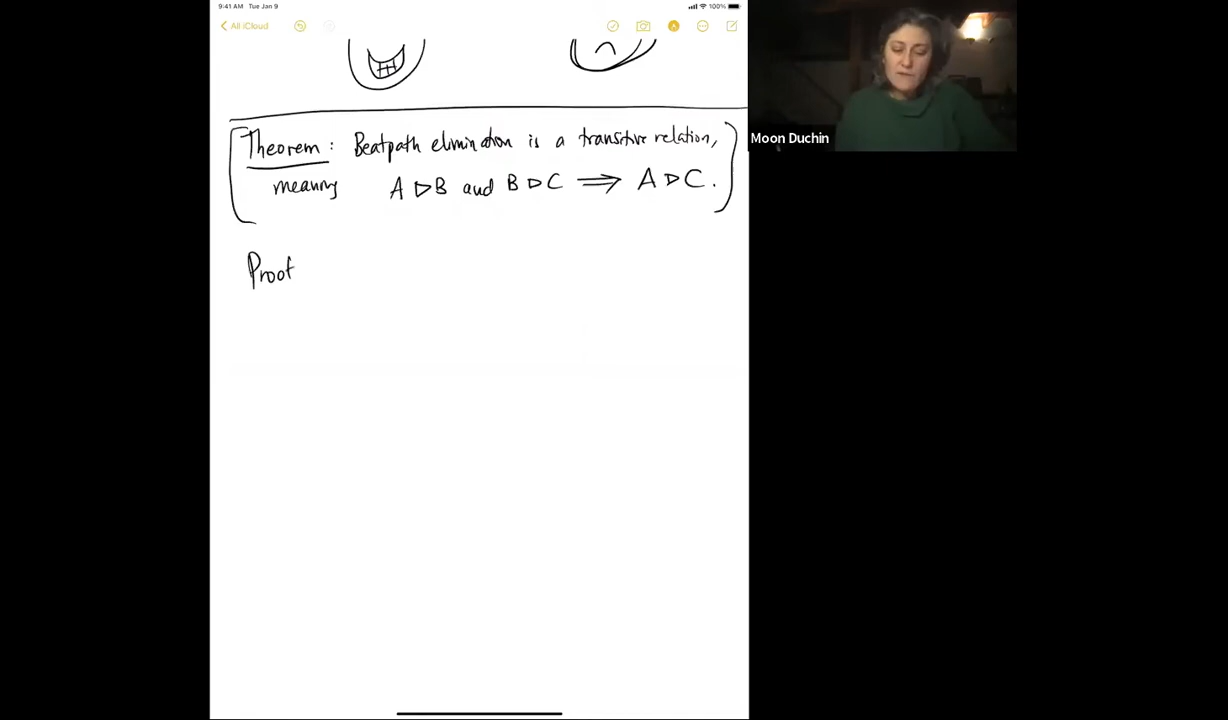 9:41 AM Tue Jan 9
100%
All iCloud
Moon Duchin
Theorem: Beatpath elimination is a transitive relation,
meaning A ▷ B and B ▷ C ⟹ A ▷ C.
Proof